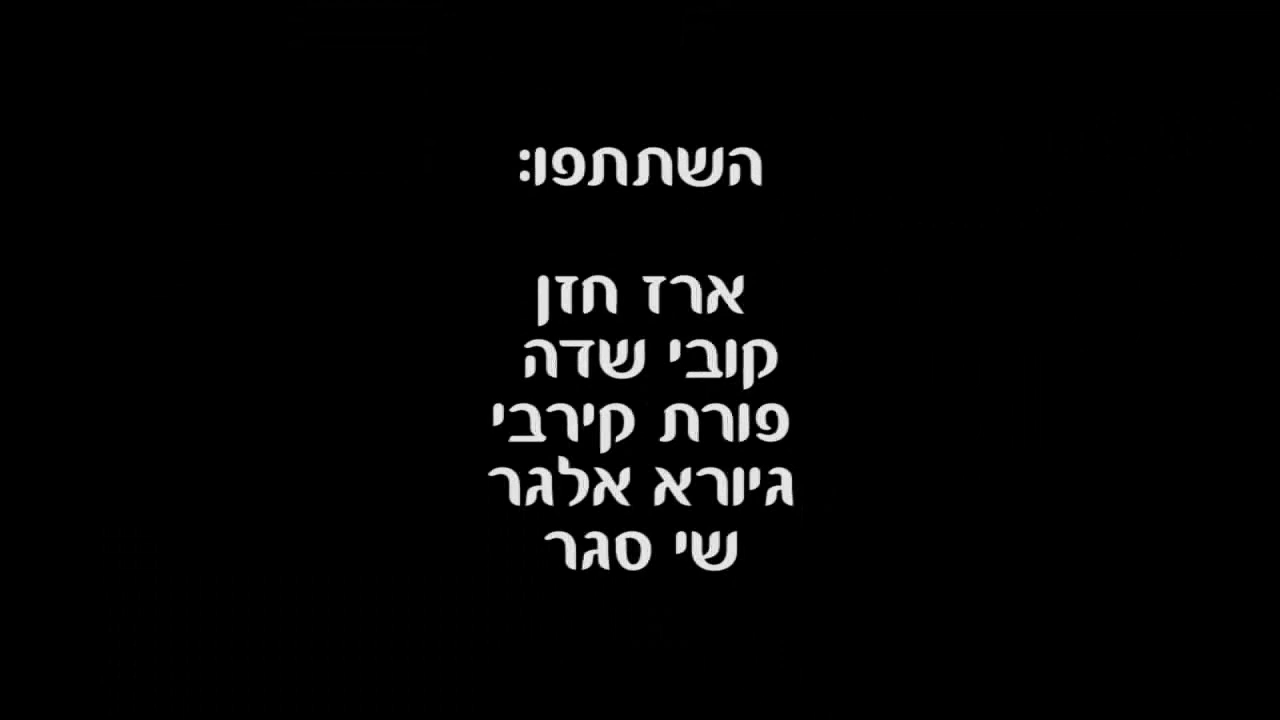 השתתפו:
ארז חזן
קובי שדה
פורת קירבי
גיורא אלגר
שי סגר